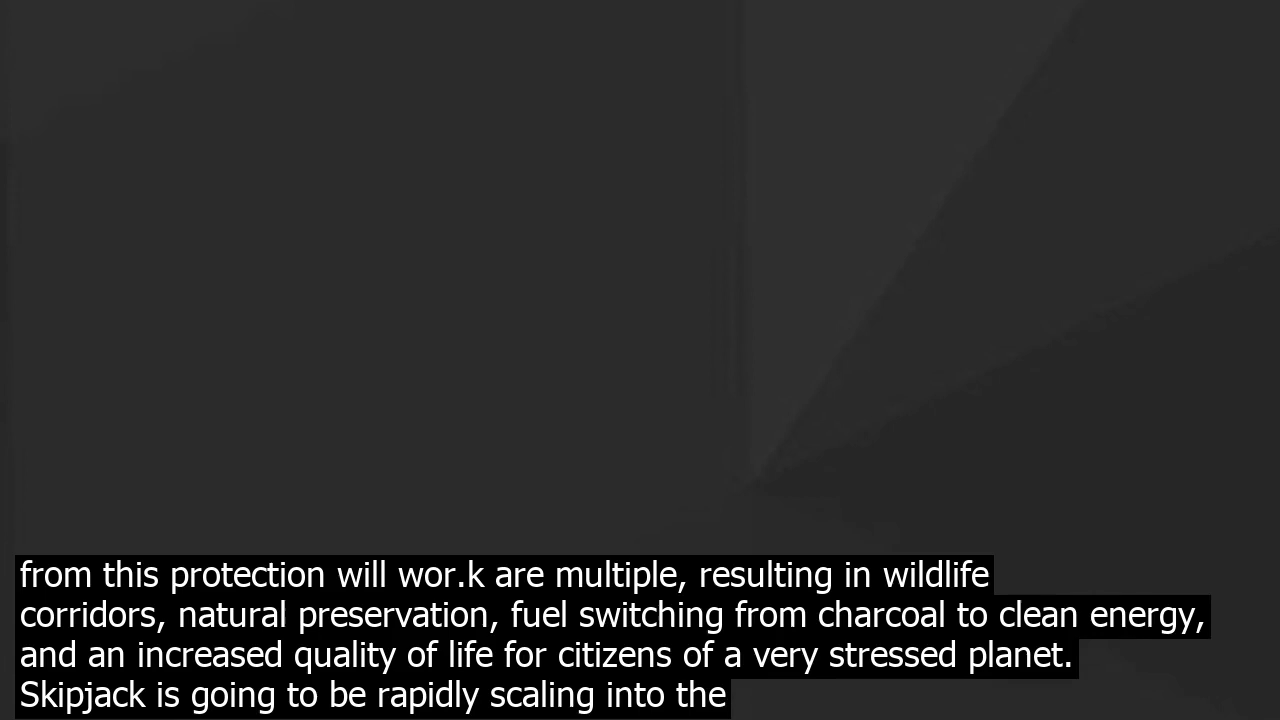 from this protection will wor.k are multiple, resulting in wildlife
corridors, natural preservation, fuel switching from charcoal to clean energy,
and an increased quality of life for citizens of a very stressed planet.
Skipjack is going to be rapidly scaling into the